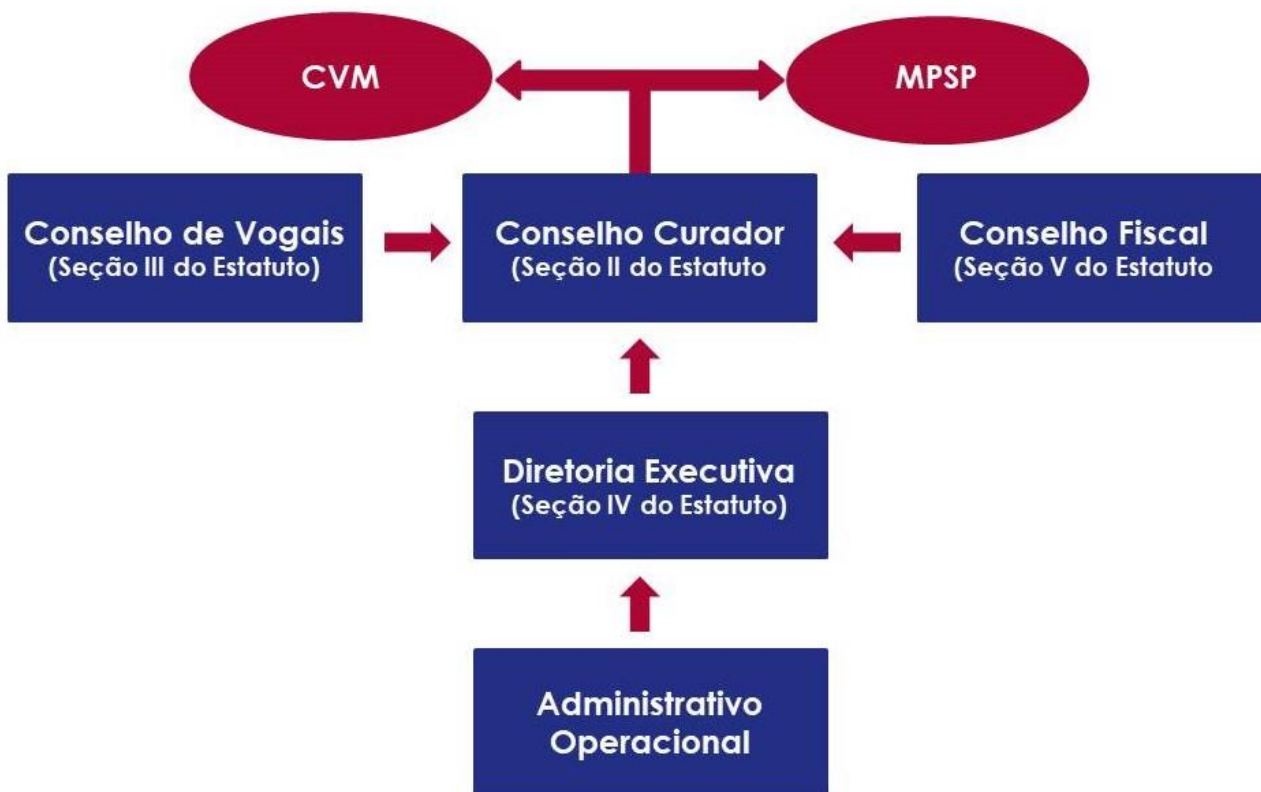 CVM
MPSP
Conselho de Vogais
(Seção III do Estatuto)
Conselho Curador
(Seção II do Estatuto
Conselho Fiscal
(Seção V do Estatuto
Diretoria Executiva
(Seção IV do Estatuto)
Administrativo
Operacional